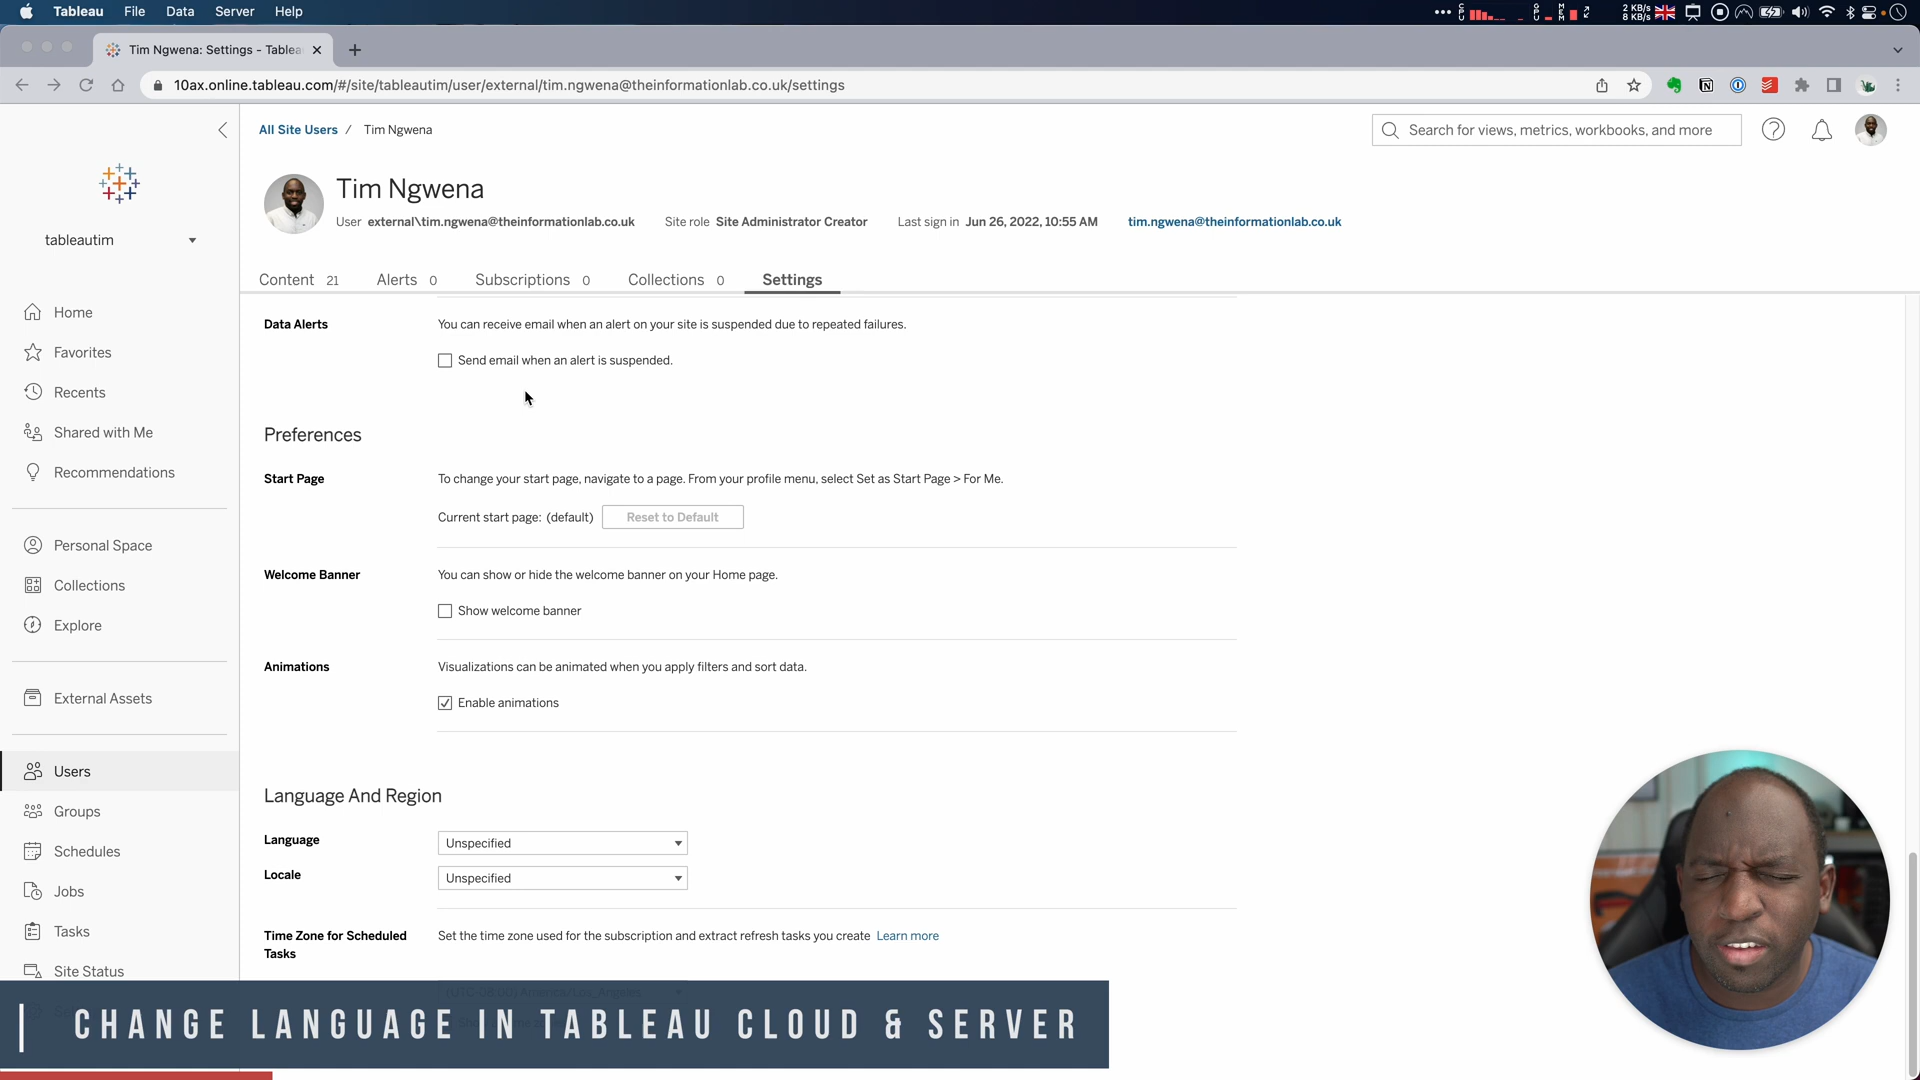 Tableau File Data Server Help
2 KB/s
8 KB/s
Tim Ngwena: Settings - Tablea
10ax.online.tableau.com/#/site/tableautim/user/external/tim.ngwena@theinformationlab.co.uk/settings
All Site Users / Tim Ngwena
Search for views, metrics, workbooks, and more
Tim Ngwena
User external\tim.ngwena@theinformationlab.co.uk Site role Site Administrator Creator Last sign in Jun 26, 2022, 10:55 AM tim.ngwena@theinformationlab.co.uk
tableautim
Content 21 Alerts 0 Subscriptions 0 Collections 0 Settings
Home
Favorites
Recents
Shared with Me
Recommendations
Personal Space
Collections
Explore
External Assets
Users
Groups
Schedules
Jobs
Tasks
Site Status
Data Alerts
You can receive email when an alert on your site is suspended due to repeated failures.
Send email when an alert is suspended.
Preferences
Start Page
To change your start page, navigate to a page. From your profile menu, select Set as Start Page > For Me.
Current start page: (default) Reset to Default
Welcome Banner
You can show or hide the welcome banner on your Home page.
Show welcome banner
Animations
Visualizations can be animated when you apply filters and sort data.
Enable animations
Language And Region
Language Unspecified
Locale Unspecified
Time Zone for Scheduled
Tasks
Set the time zone used for the subscription and extract refresh tasks you create Learn more
(UTC-08:00) America/Los_Angeles
CHANGE LANGUAGE IN TABLEAU CLOUD & SERVER